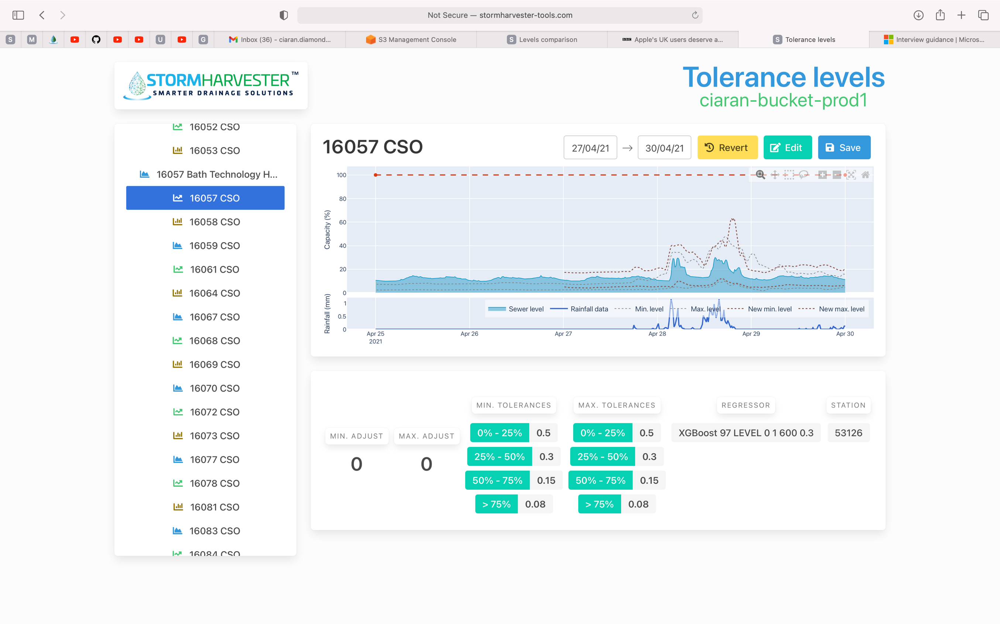 Not Secure — stormharvester-tools.com
S
M
U
G
Inbox (36) - ciaran.diamond...
S3 Management Console
S Levels comparison
BBC Apple's UK users deserve a...
S Tolerance levels
Interview guidance | Micros...
STORMHARVESTER™
SMARTER DRAINAGE SOLUTIONS
Tolerance levels
ciaran-bucket-prod1
16052 CSO
16053 CSO
16057 Bath Technology H...
16057 CSO
16058 CSO
16059 CSO
16061 CSO
16064 CSO
16067 CSO
16068 CSO
16069 CSO
16070 CSO
16072 CSO
16073 CSO
16077 CSO
16078 CSO
16081 CSO
16083 CSO
16084 CSO
16057 CSO
27/04/21 → 30/04/21
Revert
Edit
Save
Capacity (%)
100
80
60
40
20
0
Rainfall (mm)
1
0.5
0
Sewer level
Rainfall data
Min. level
Max. level
New min. level
New max. level
Apr 25
2021
Apr 26
Apr 27
Apr 28
Apr 29
Apr 30
MIN. ADJUST
0
MAX. ADJUST
0
MIN. TOLERANCES
0% - 25% 0.5
25% - 50% 0.3
50% - 75% 0.15
> 75% 0.08
MAX. TOLERANCES
0% - 25% 0.5
25% - 50% 0.3
50% - 75% 0.15
> 75% 0.08
REGRESSOR
XGBoost 97 LEVEL 0 1 600 0.3
STATION
53126